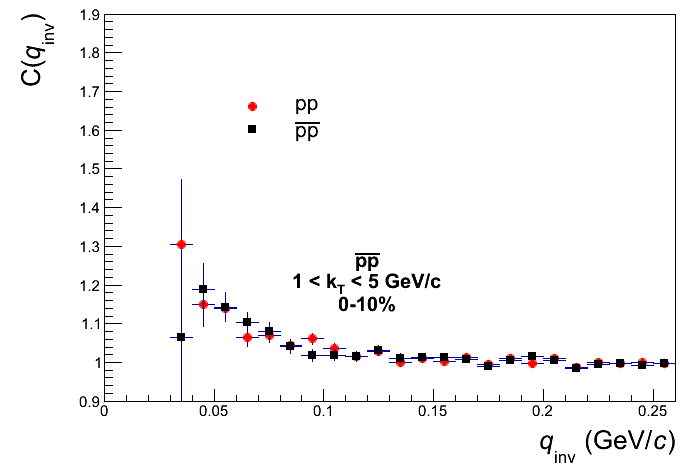 C(q_inv)
1.9
1.8
1.7
1.6
1.5
1.4
1.3
1.2
1.1
1
0.9
pp
p̅p̅
p̅p̅
1 < k_T < 5 GeV/c
0-10%
0 0.05 0.1 0.15 0.2 0.25
q_inv (GeV/c)